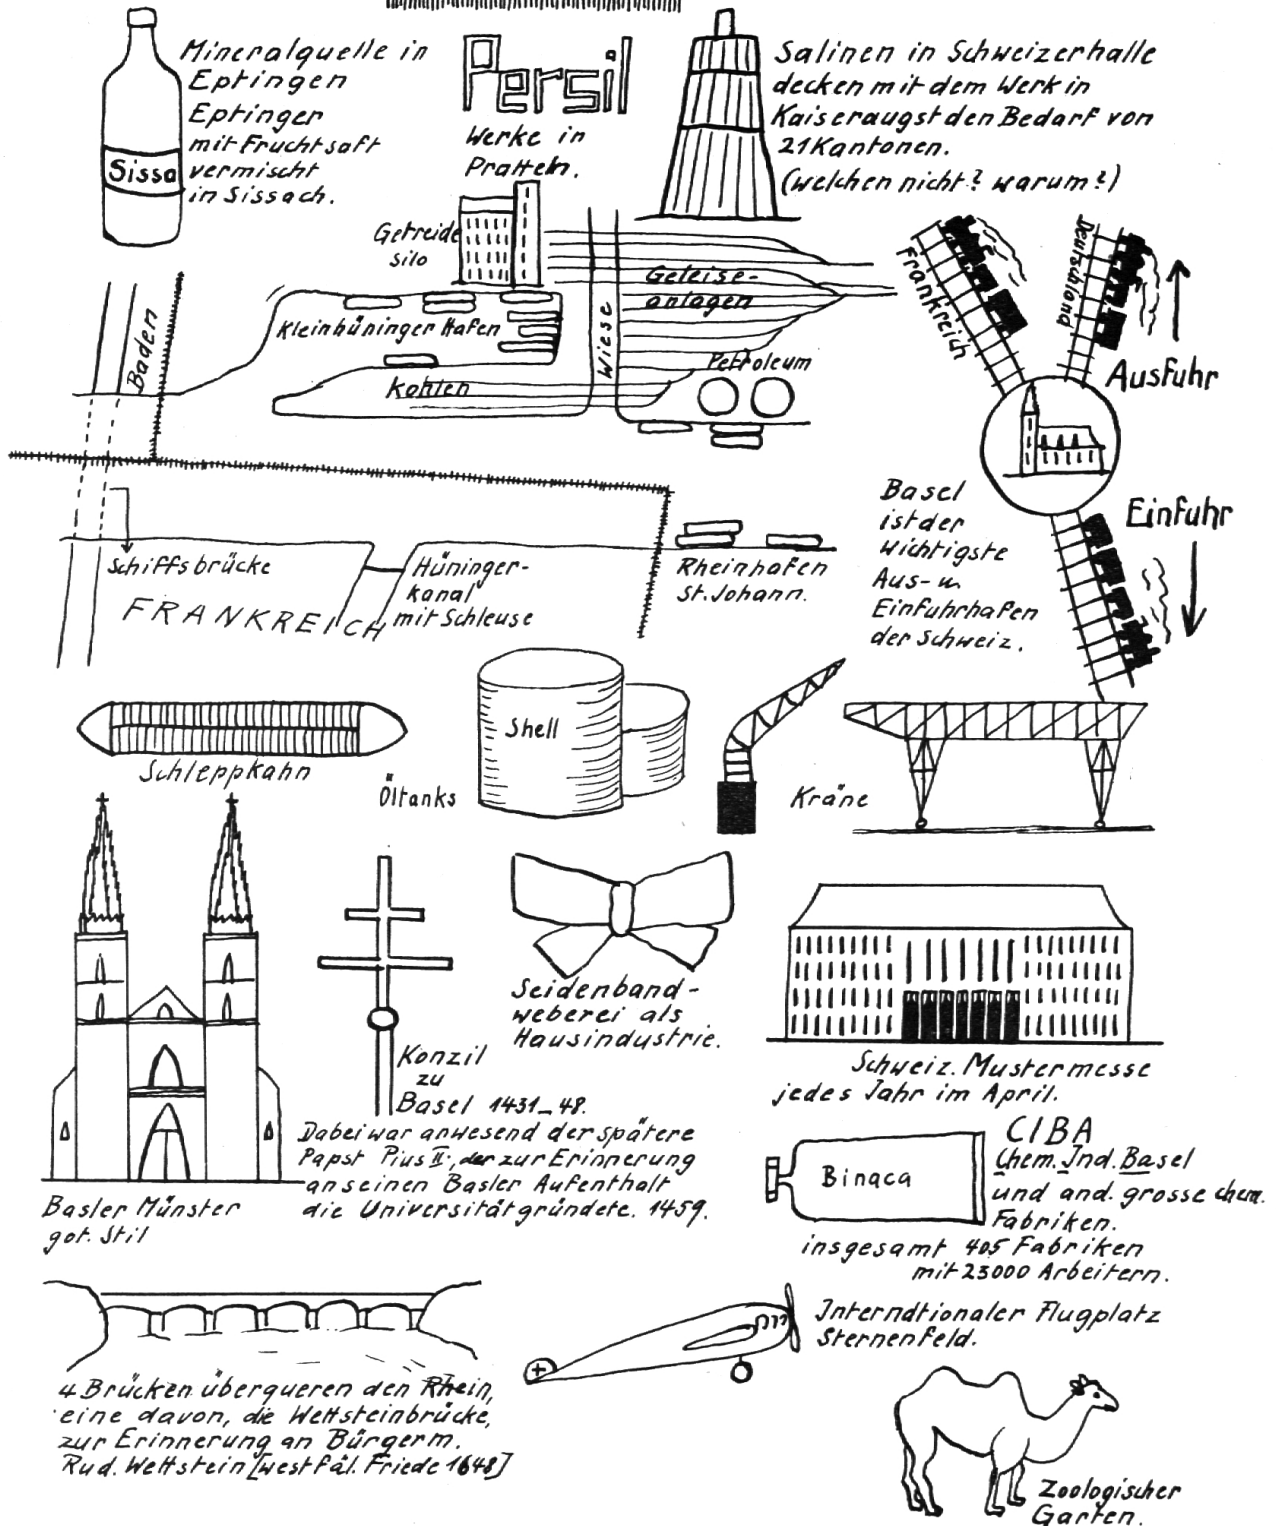 Mineralquelle in
Eptingen
Eptinger
mit Fruchtsaft
vermischt
in Sissach.
Sissa
Persil
Werke in
Pratteln.
Salinen in Schweizerhalle
decken mit dem Werk in
Kaiseraugst den Bedarf von
21 Kantonen.
(welchen nicht? warum?)
Getreide
silo
Geleise-
anlagen
Kleinhüninger Hafen
Wiese
Petroleum
Kohlen
Baden
Frankreich
Deutschland
Ausfuhr
Einfuhr
Basel
ist der
wichtigste
Aus- u.
Einfuhrhafen
der Schweiz.
Schiffsbrücke
FRANKREICH
Hüninger-
kanal
mit Schleuse
Rheinhafen
St. Johann.
Schleppkahn
Öltanks
Shell
Kräne
Seidenband-
weberei als
Hausindustrie.
Schweiz. Mustermesse
jedes Jahr im April.
Konzil
zu
Basel 1431-48.
Dabei war anwesend der spätere
Papst Pius II., der zur Erinnerung
an seinen Basler Aufenthalt
die Universität gründete. 1459.
Basler Münster
got. Stil
Binaca
CIBA
Chem. Ind. Basel
und and. grosse chem.
Fabriken.
insgesamt 405 Fabriken
mit 23000 Arbeitern.
4 Brücken überqueren den Rhein,
eine davon, die Wettsteinbrücke,
zur Erinnerung an Bürgerm.
Rud. Wettstein [westfäl. Friede 1648]
Interndtionaler Flugplatz
Sternenfeld.
Zoologischer
Garten.